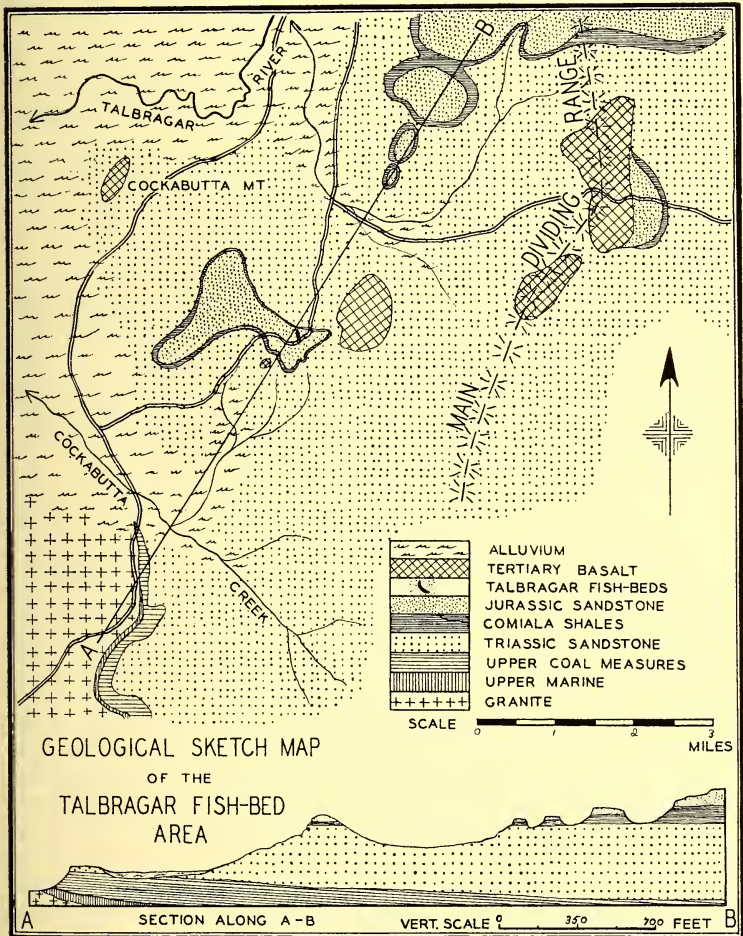 B
RIVER
TALBRAGAR
RANGE
COCKABUTTA MT
DIVIDING
MAIN
COCKABUTTA
CREEK
A
ALLUVIUM
TERTIARY BASALT
TALBRAGAR FISH-BEDS
JURASSIC SANDSTONE
COMIALA SHALES
TRIASSIC SANDSTONE
UPPER COAL MEASURES
UPPER MARINE
GRANITE
SCALE 0 1 2 3
MILES
GEOLOGICAL SKETCH MAP
OF THE
TALBRAGAR FISH-BED
AREA
A SECTION ALONG A-B VERT. SCALE 0 350 700 FEET B